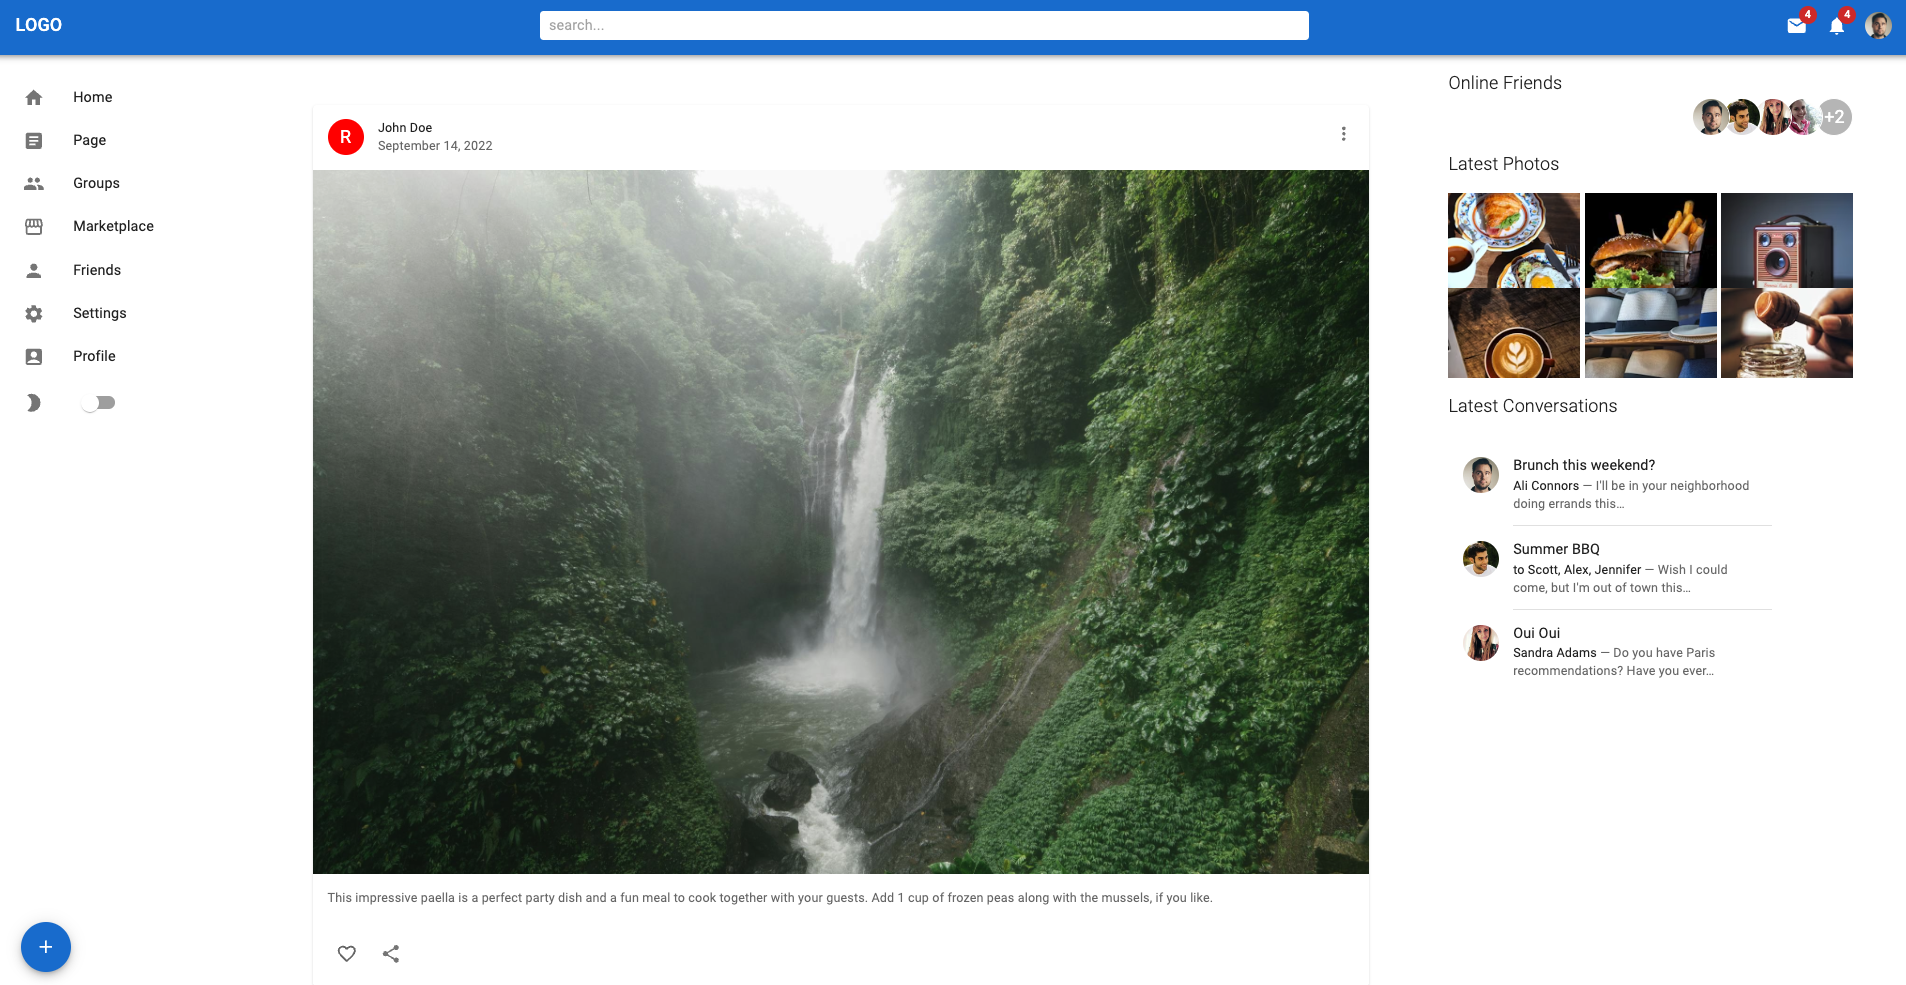 LOGO
search...
4
4
Home
Page
Groups
Marketplace
Friends
Settings
Profile
R
John Doe
September 14, 2022
This impressive paella is a perfect party dish and a fun meal to cook together with your guests. Add 1 cup of frozen peas along with the mussels, if you like.
+
Online Friends
+2
Latest Photos
Latest Conversations
Brunch this weekend?
Ali Connors — I'll be in your neighborhood
doing errands this…
Summer BBQ
to Scott, Alex, Jennifer — Wish I could
come, but I'm out of town this…
Oui Oui
Sandra Adams — Do you have Paris
recommendations? Have you ever…